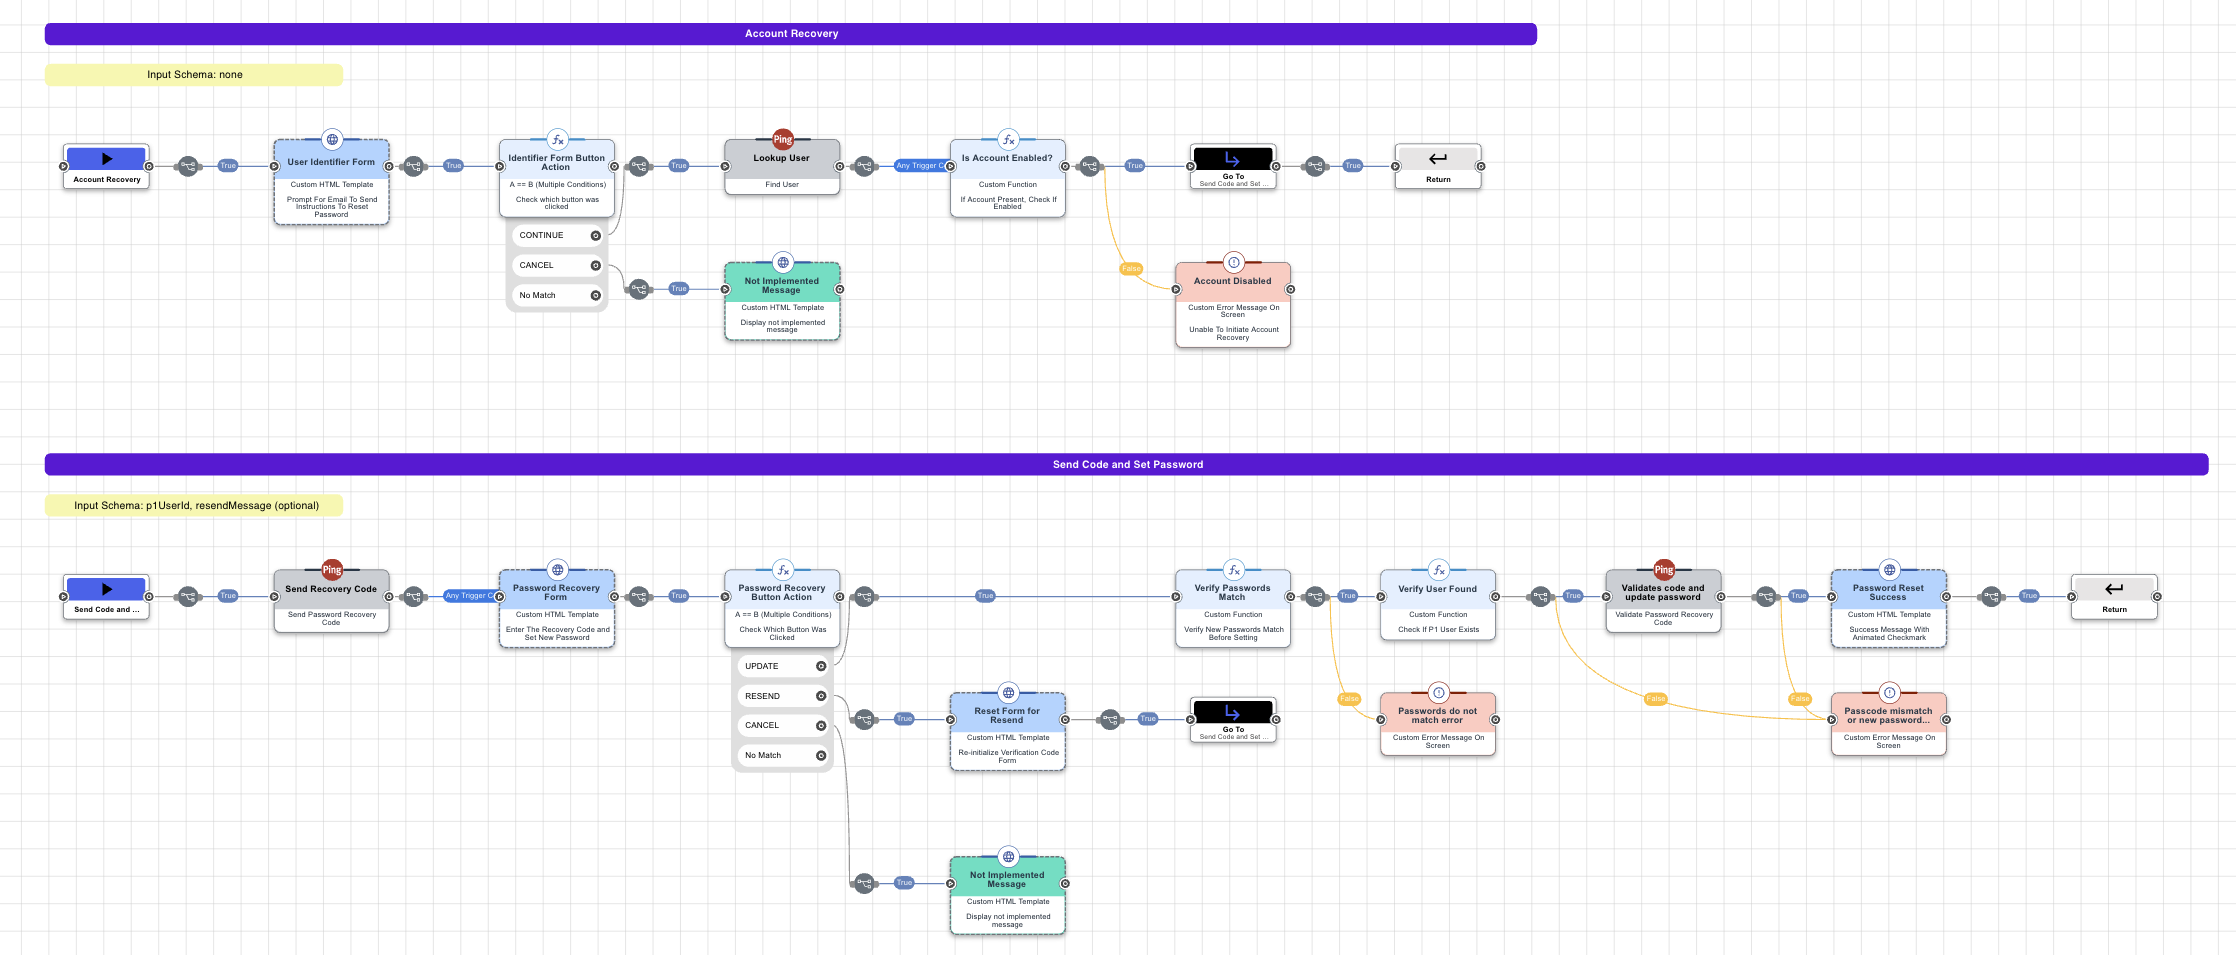 Account Recovery
Input Schema: none
Account Recovery
True
User Identifier Form
Custom HTML Template
Prompt For Email To Send
Instructions To Reset
Password
True
Identifier Form Button
Action
A == B (Multiple Conditions)
Check which button was
clicked
CONTINUE
CANCEL
No Match
True
Ping
Lookup User
Find User
Any Trigger C
Is Account Enabled?
Custom Function
If Account Present, Check If
Enabled
True
Go To
Send Code and Set ...
True
Return
True
Not Implemented
Message
Custom HTML Template
Display not implemented
message
False
Account Disabled
Custom Error Message On
Screen
Unable To Initiate Account
Recovery
Send Code and Set Password
Input Schema: p1UserId, resendMessage (optional)
Send Code and ...
True
Ping
Send Recovery Code
Send Password Recovery
Code
Any Trigger C
Password Recovery
Form
Custom HTML Template
Enter The Recovery Code and
Set New Password
True
Password Recovery
Button Action
A == B (Multiple Conditions)
Check Which Button Was
Clicked
UPDATE
RESEND
CANCEL
No Match
True
Verify Passwords
Match
Custom Function
Verify New Passwords Match
Before Setting
True
Verify User Found
Custom Function
Check If P1 User Exists
True
Ping
Validates code and
update password
Validate Password Recovery
Code
True
Password Reset
Success
Custom HTML Template
Success Message With
Animated Checkmark
True
Return
True
Reset Form for
Resend
Custom HTML Template
Re-initialize Verification Code
Form
True
Go To
Send Code and Set ...
False
Passwords do not
match error
Custom Error Message On
Screen
False
False
Passcode mismatch
or new password...
Custom Error Message On
Screen
True
Not Implemented
Message
Custom HTML Template
Display not implemented
message